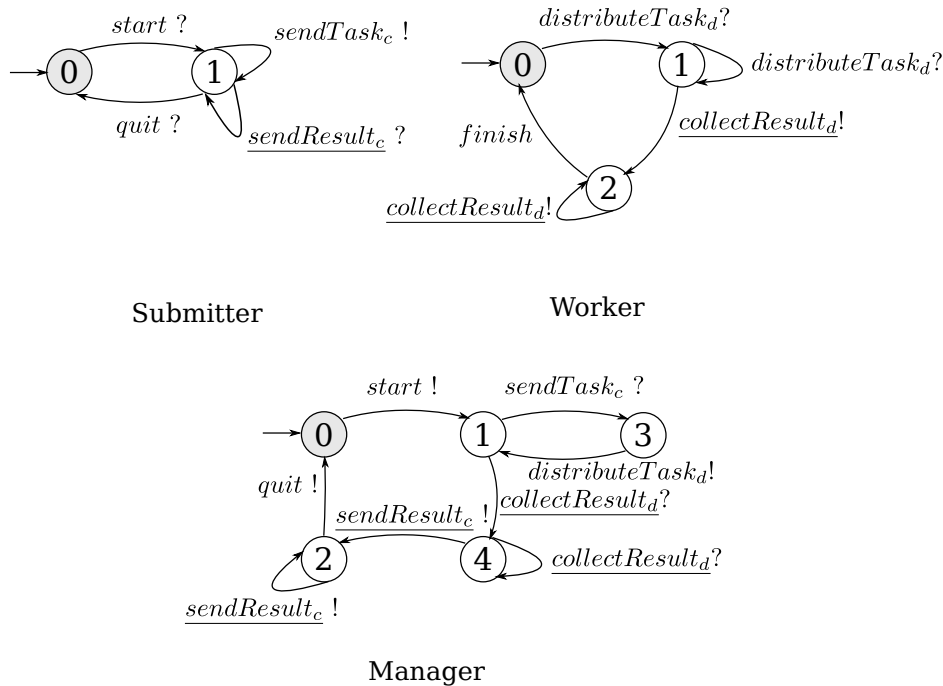 start ?
sendTask_c !
0
1
quit ?
sendResult_c ?
Submitter
distributeTask_d?
0
1
distributeTask_d?
collectResult_d!
finish
2
collectResult_d!
Worker
start !
sendTask_c ?
0
1
3
distributeTask_d!
quit !
collectResult_d?
sendResult_c !
2
4
collectResult_d?
sendResult_c !
Manager